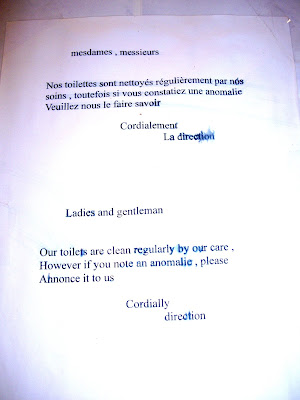 mesdames , messieurs
Nos toilettes sont nettoyés régulièrement par nos
soins , toutefois si vous constatiez une anomalie
Veuillez nous le faire savoir
Cordialement
La direction
Ladies and gentleman
Our toilets are clean regularly by our care ,
However if you note an anomalie , please
Annonce it to us
Cordially
direction